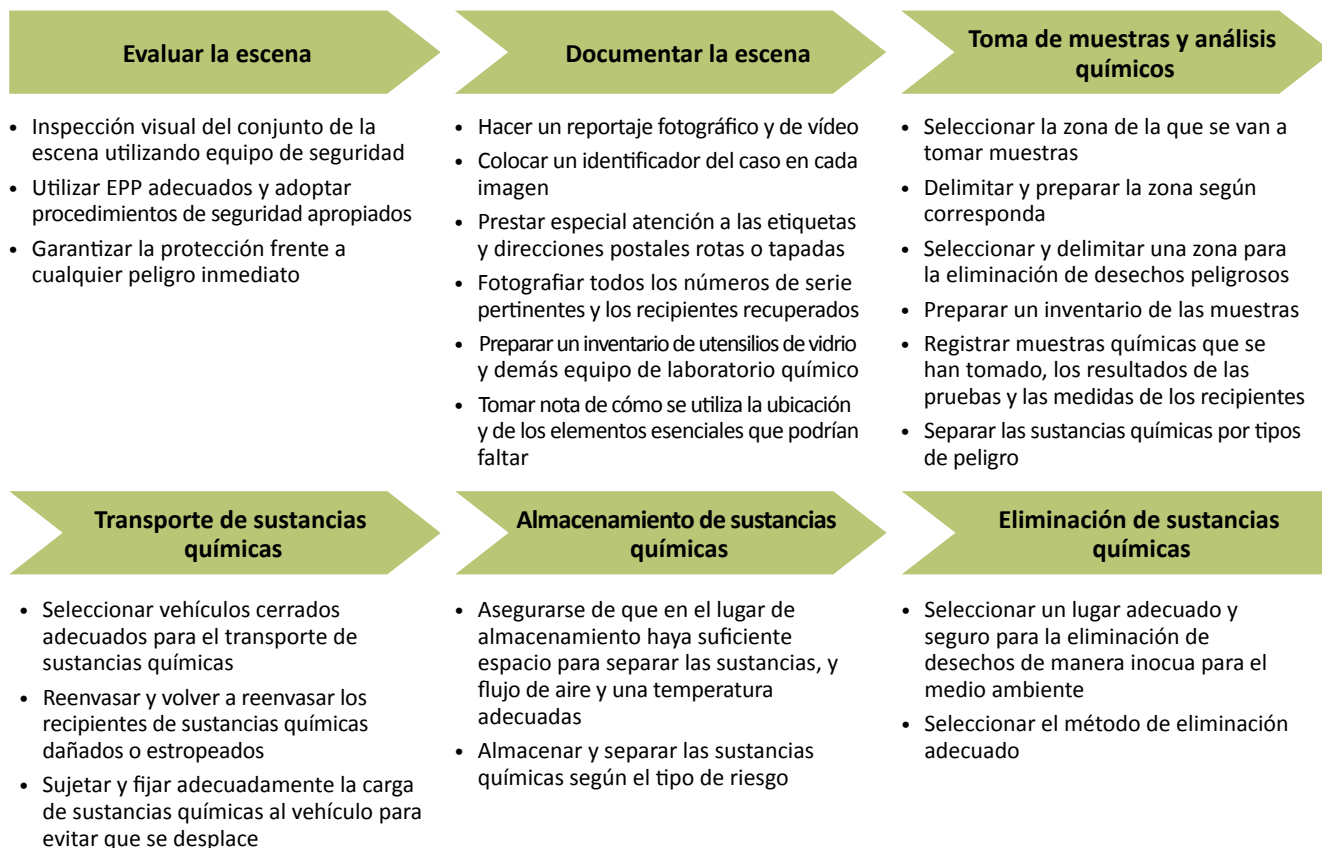 Evaluar la escena
• Inspección visual del conjunto de la
escena utilizando equipo de seguridad
• Utilizar EPP adecuados y adoptar
procedimientos de seguridad apropiados
• Garantizar la protección frente a
cualquier peligro inmediato
Documentar la escena
• Hacer un reportaje fotográfico y de vídeo
• Colocar un identificador del caso en cada
imagen
• Prestar especial atención a las etiquetas
y direcciones postales rotas o tapadas
• Fotografiar todos los números de serie
pertinentes y los recipientes recuperados
• Preparar un inventario de utensilios de vidrio
y demás equipo de laboratorio químico
• Tomar nota de cómo se utiliza la ubicación
y de los elementos esenciales que podrían
faltar
Toma de muestras y análisis
químicos
• Seleccionar la zona de la que se van a
tomar muestras
• Delimitar y preparar la zona según
corresponda
• Seleccionar y delimitar una zona para
la eliminación de desechos peligrosos
• Preparar un inventario de las muestras
• Registrar muestras químicas que se
han tomado, los resultados de las
pruebas y las medidas de los recipientes
• Separar las sustancias químicas por tipos
de peligro
Transporte de sustancias
químicas
• Seleccionar vehículos cerrados
adecuados para el transporte de
sustancias químicas
• Reenvasar y volver a reenvasar los
recipientes de sustancias químicas
dañados o estropeados
• Sujetar y fijar adecuadamente la carga
de sustancias químicas al vehículo para
evitar que se desplace
Almacenamiento de sustancias
químicas
• Asegurarse de que en el lugar de
almacenamiento haya suficiente
espacio para separar las sustancias, y
flujo de aire y una temperatura
adecuadas
• Almacenar y separar las sustancias
químicas según el tipo de riesgo
Eliminación de sustancias
químicas
• Seleccionar un lugar adecuado y
seguro para la eliminación de
desechos de manera inocua para el
medio ambiente
• Seleccionar el método de eliminación
adecuado